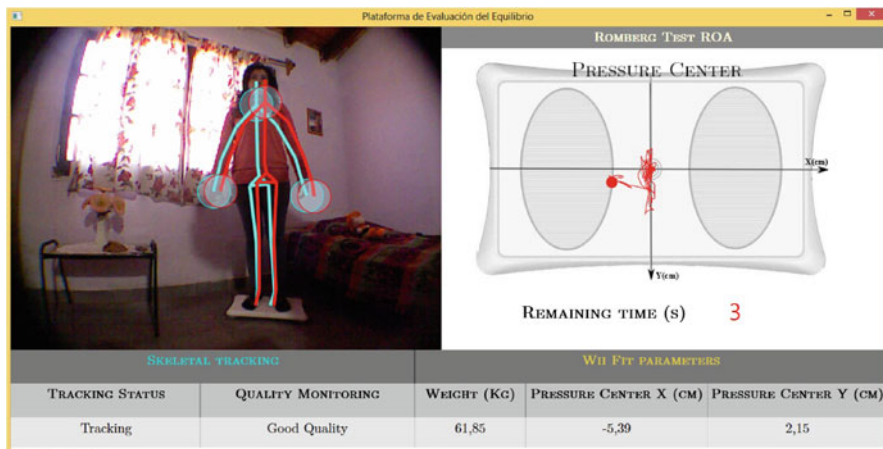 Plataforma de Evaluación del Equilibrio
Romberg Test ROA
Pressure Center
X(cm)
Y(cm)
Remaining time (s) 3
Skeletal tracking Wii Fit parameters
Tracking Status Quality Monitoring Weight (Kg) Pressure Center X (cm) Pressure Center Y (cm)
Tracking Good Quality 61,85 -5,39 2,15